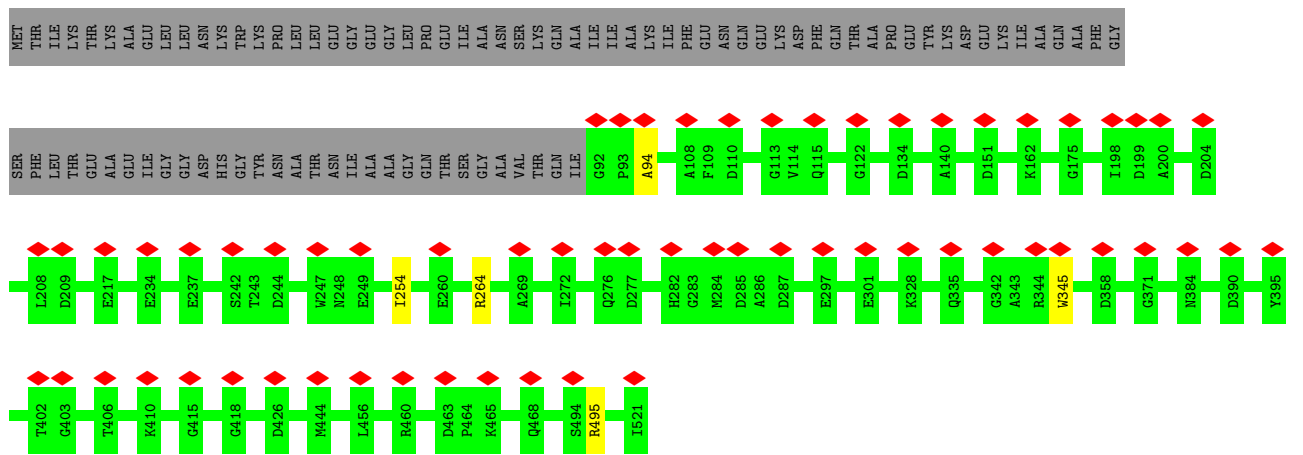 MET THR ILE LYS THR LYS ALA GLU LEU LEU ASN LYS TRP LYS PRO LEU LEU GLU GLY GLU GLY LEU PRO GLU ILE ALA ASN SER LYS GLN ALA ILE ILE ALA LYS ILE PHE GLU ASN GLN GLU LYS ASP PHE GLN THR ALA PRO GLU TYR LYS ASP GLU LYS ILE ALA GLN ALA PHE GLY
SER PHE LEU THR GLU ALA GLU ILE GLY GLY ASP HIS GLY TYR ASN ALA THR ASN ILE ALA ALA GLY GLN THR SER GLY ALA VAL THR GLN ILE G92 P93 A94 A108 F109 D110 G113 V114 Q115 G122 D134 A140 D151 K162 G175 I198 D199 A200 D204
L208 D209 E217 E234 E237 S242 T243 D244 W247 N248 E249 I254 E260 R264 A269 I272 Q276 D277 H282 G283 M284 D285 A286 D287 E297 E301 K328 Q335 G342 A343 R344 W345 D358 G371 N384 D390 Y395
T402 G403 T406 K410 G415 G418 D426 M444 L456 R460 D463 P464 K465 Q468 S494 R495 I521